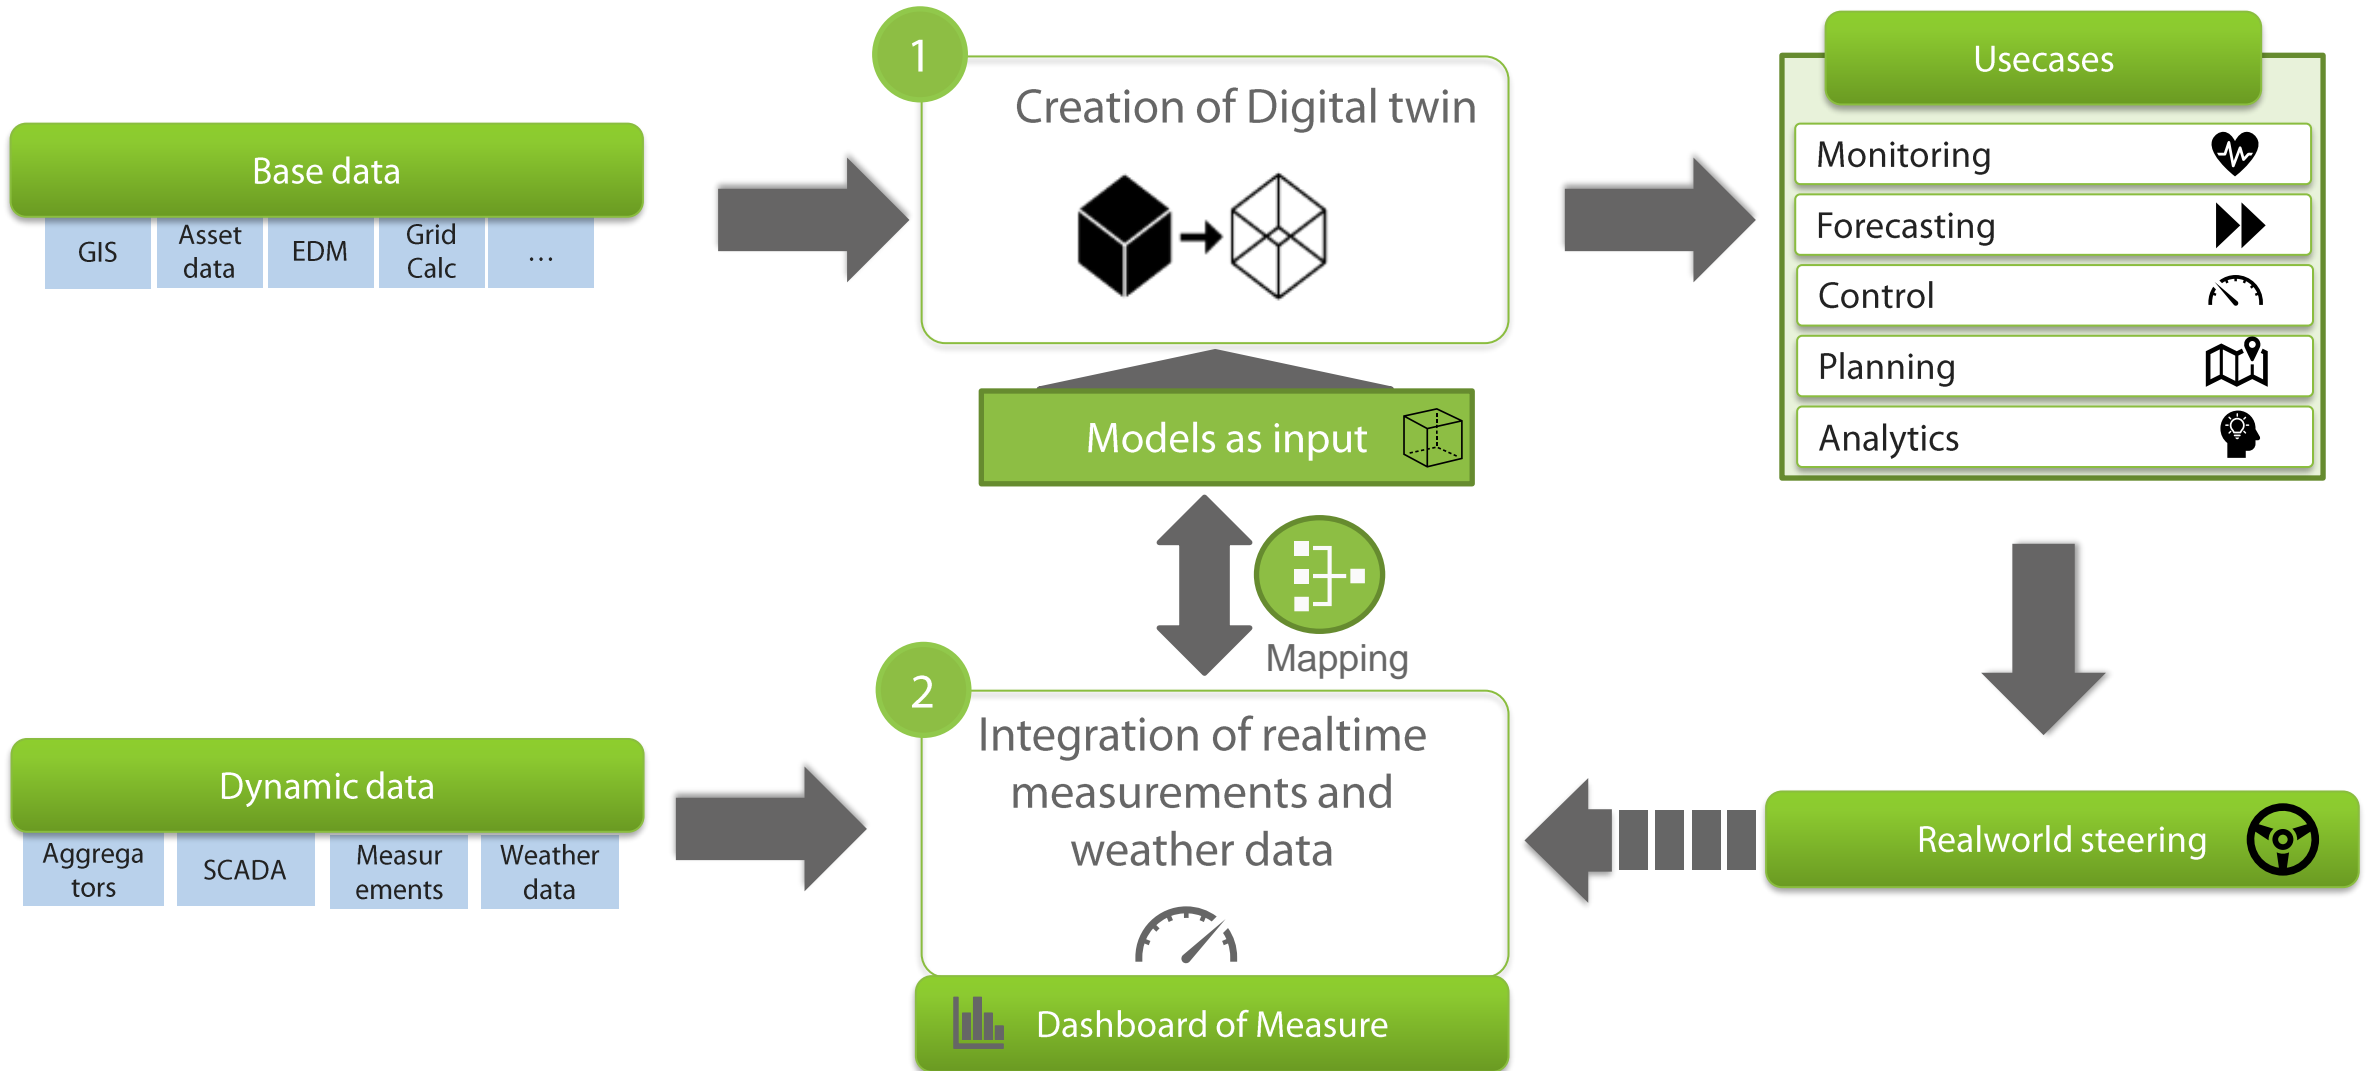 1
Creation of Digital twin
Usecases
Monitoring
Forecasting
Control
Planning
Analytics
Base data
GIS
Asset
data
EDM
Grid
Calc
...
Models as input
Mapping
2
Integration of realtime
measurements and
weather data
Dynamic data
Aggrega
tors
SCADA
Measur
ements
Weather
data
Realworld steering
Dashboard of Measure